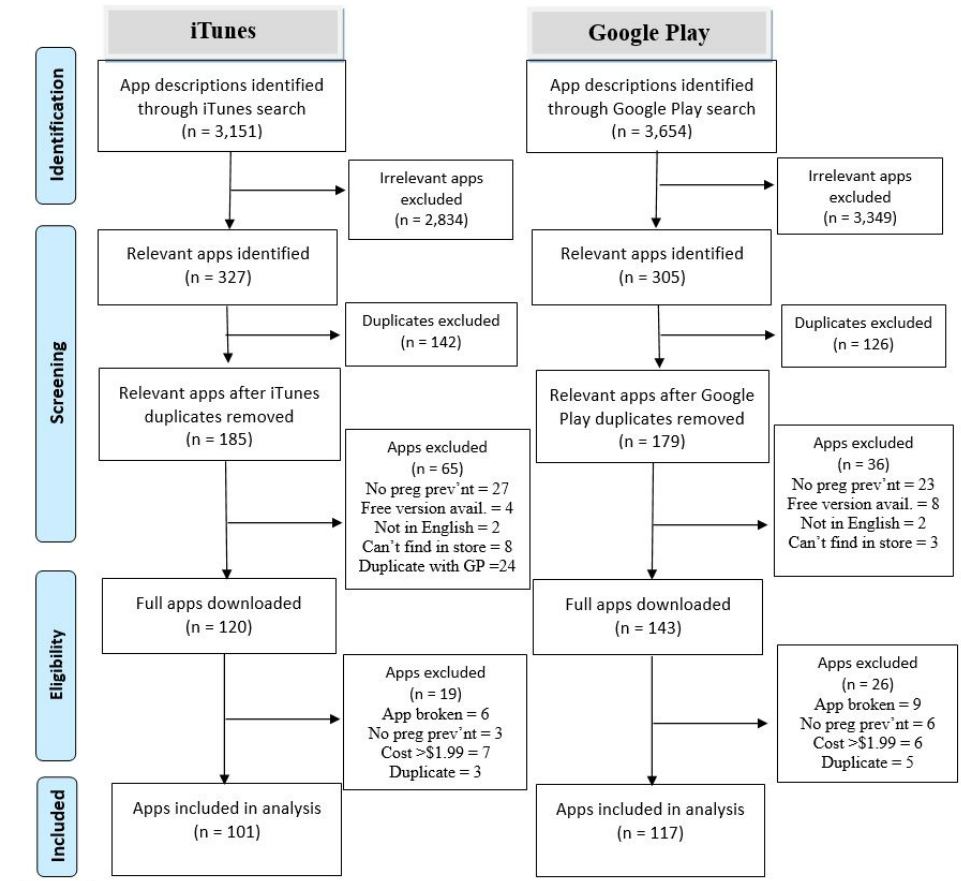 iTunes
Google Play
Identification
App descriptions identified
through iTunes search
(n = 3,151)
App descriptions identified
through Google Play search
(n = 3,654)
Irrelevant apps
excluded
(n = 2,834)
Irrelevant apps
excluded
(n = 3,349)
Screening
Relevant apps identified
(n = 327)
Relevant apps identified
(n = 305)
Duplicates excluded
(n = 142)
Duplicates excluded
(n = 126)
Relevant apps after iTunes
duplicates removed
(n = 185)
Relevant apps after Google
Play duplicates removed
(n = 179)
Apps excluded
(n = 65)
No preg prev’nt = 27
Free version avail. = 4
Not in English = 2
Can’t find in store = 8
Duplicate with GP =24
Apps excluded
(n = 36)
No preg prev’nt = 23
Free version avail. = 8
Not in English = 2
Can’t find in store = 3
Eligibility
Full apps downloaded
(n = 120)
Full apps downloaded
(n = 143)
Apps excluded
(n = 19)
App broken = 6
No preg prev’nt = 3
Cost >$1.99 = 7
Duplicate = 3
Apps excluded
(n = 26)
App broken = 9
No preg prev’nt = 6
Cost >$1.99 = 6
Duplicate = 5
Included
Apps included in analysis
(n = 101)
Apps included in analysis
(n = 117)